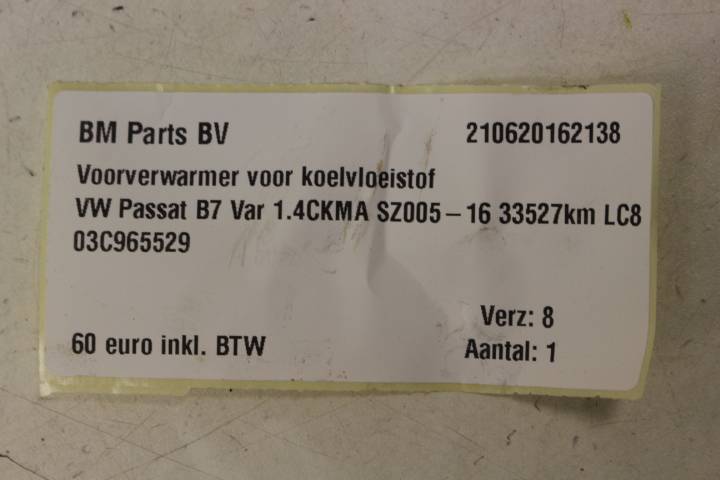 BM Parts BV 210620162138
Voorverwarmer voor koelvloeistof
VW Passat B7 Var 1.4CKMA SZ005-16 33527km LC8
03C965529
Verz: 8
60 euro inkl. BTW Aantal: 1